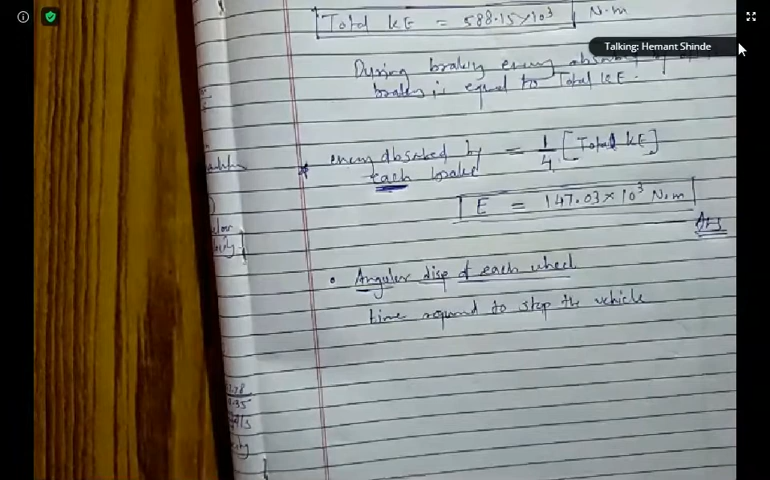 Total KE = 588.15×10³ N.m
Talking: Hemant Shinde
During braking energy absorbed by
brakes is equal to Total KE.
* energy absorbed by each brake = 1/4 [Total KE]
E = 147.03×10³ N.m
Ans
• Angular disp of each wheel
time required to stop the vehicle